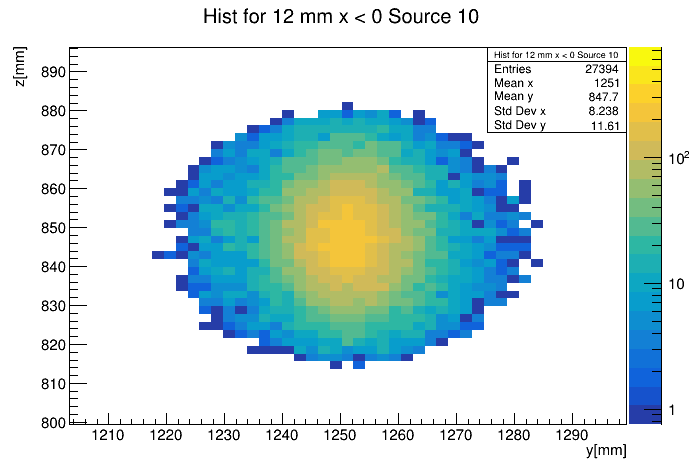 Hist for 12 mm x < 0 Source 10
z[mm]
Hist for 12 mm x < 0 Source 10
Entries 27394
Mean x 1251
Mean y 847.7
Std Dev x 8.238
Std Dev y 11.61
890
880
870
860
850
840
830
820
810
800
10²
10
1
1210 1220 1230 1240 1250 1260 1270 1280 1290
y[mm]